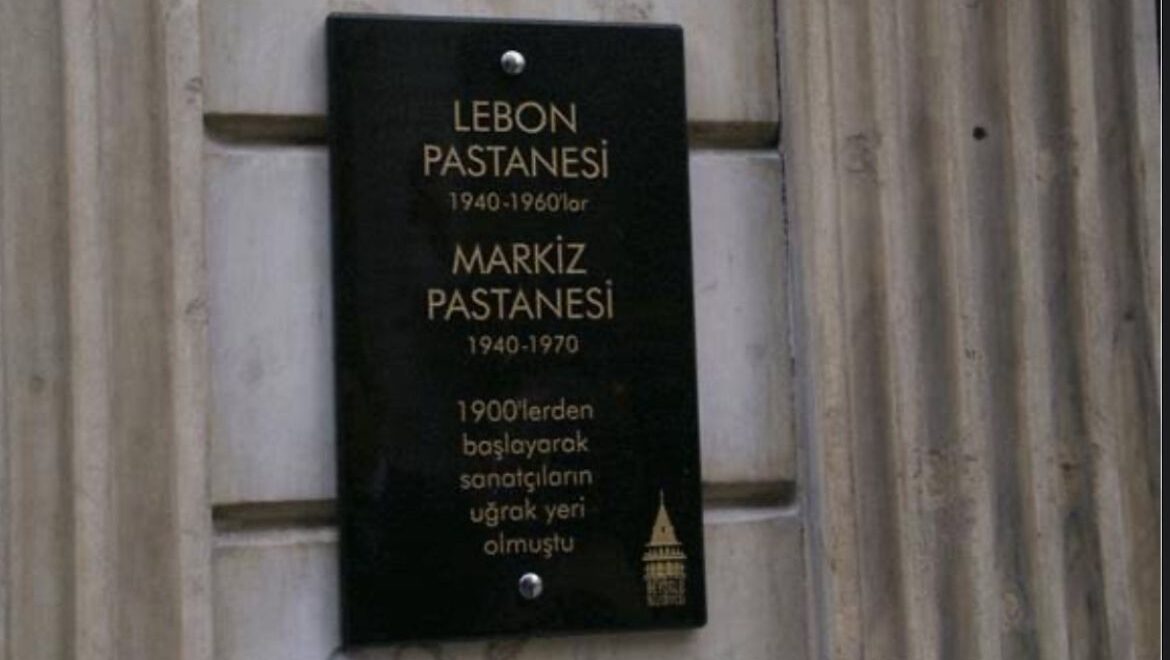 LEBON
PASTANESİ
1940-1960'lar
MARKİZ
PASTANESİ
1940-1970
1900'lerden
başlayarak
sanatçıların
uğrak yeri
olmuştu